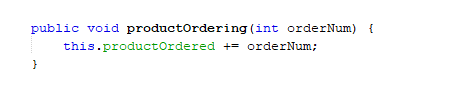 public void productOrdering(int orderNum) {
    this.productOrdered += orderNum;
}